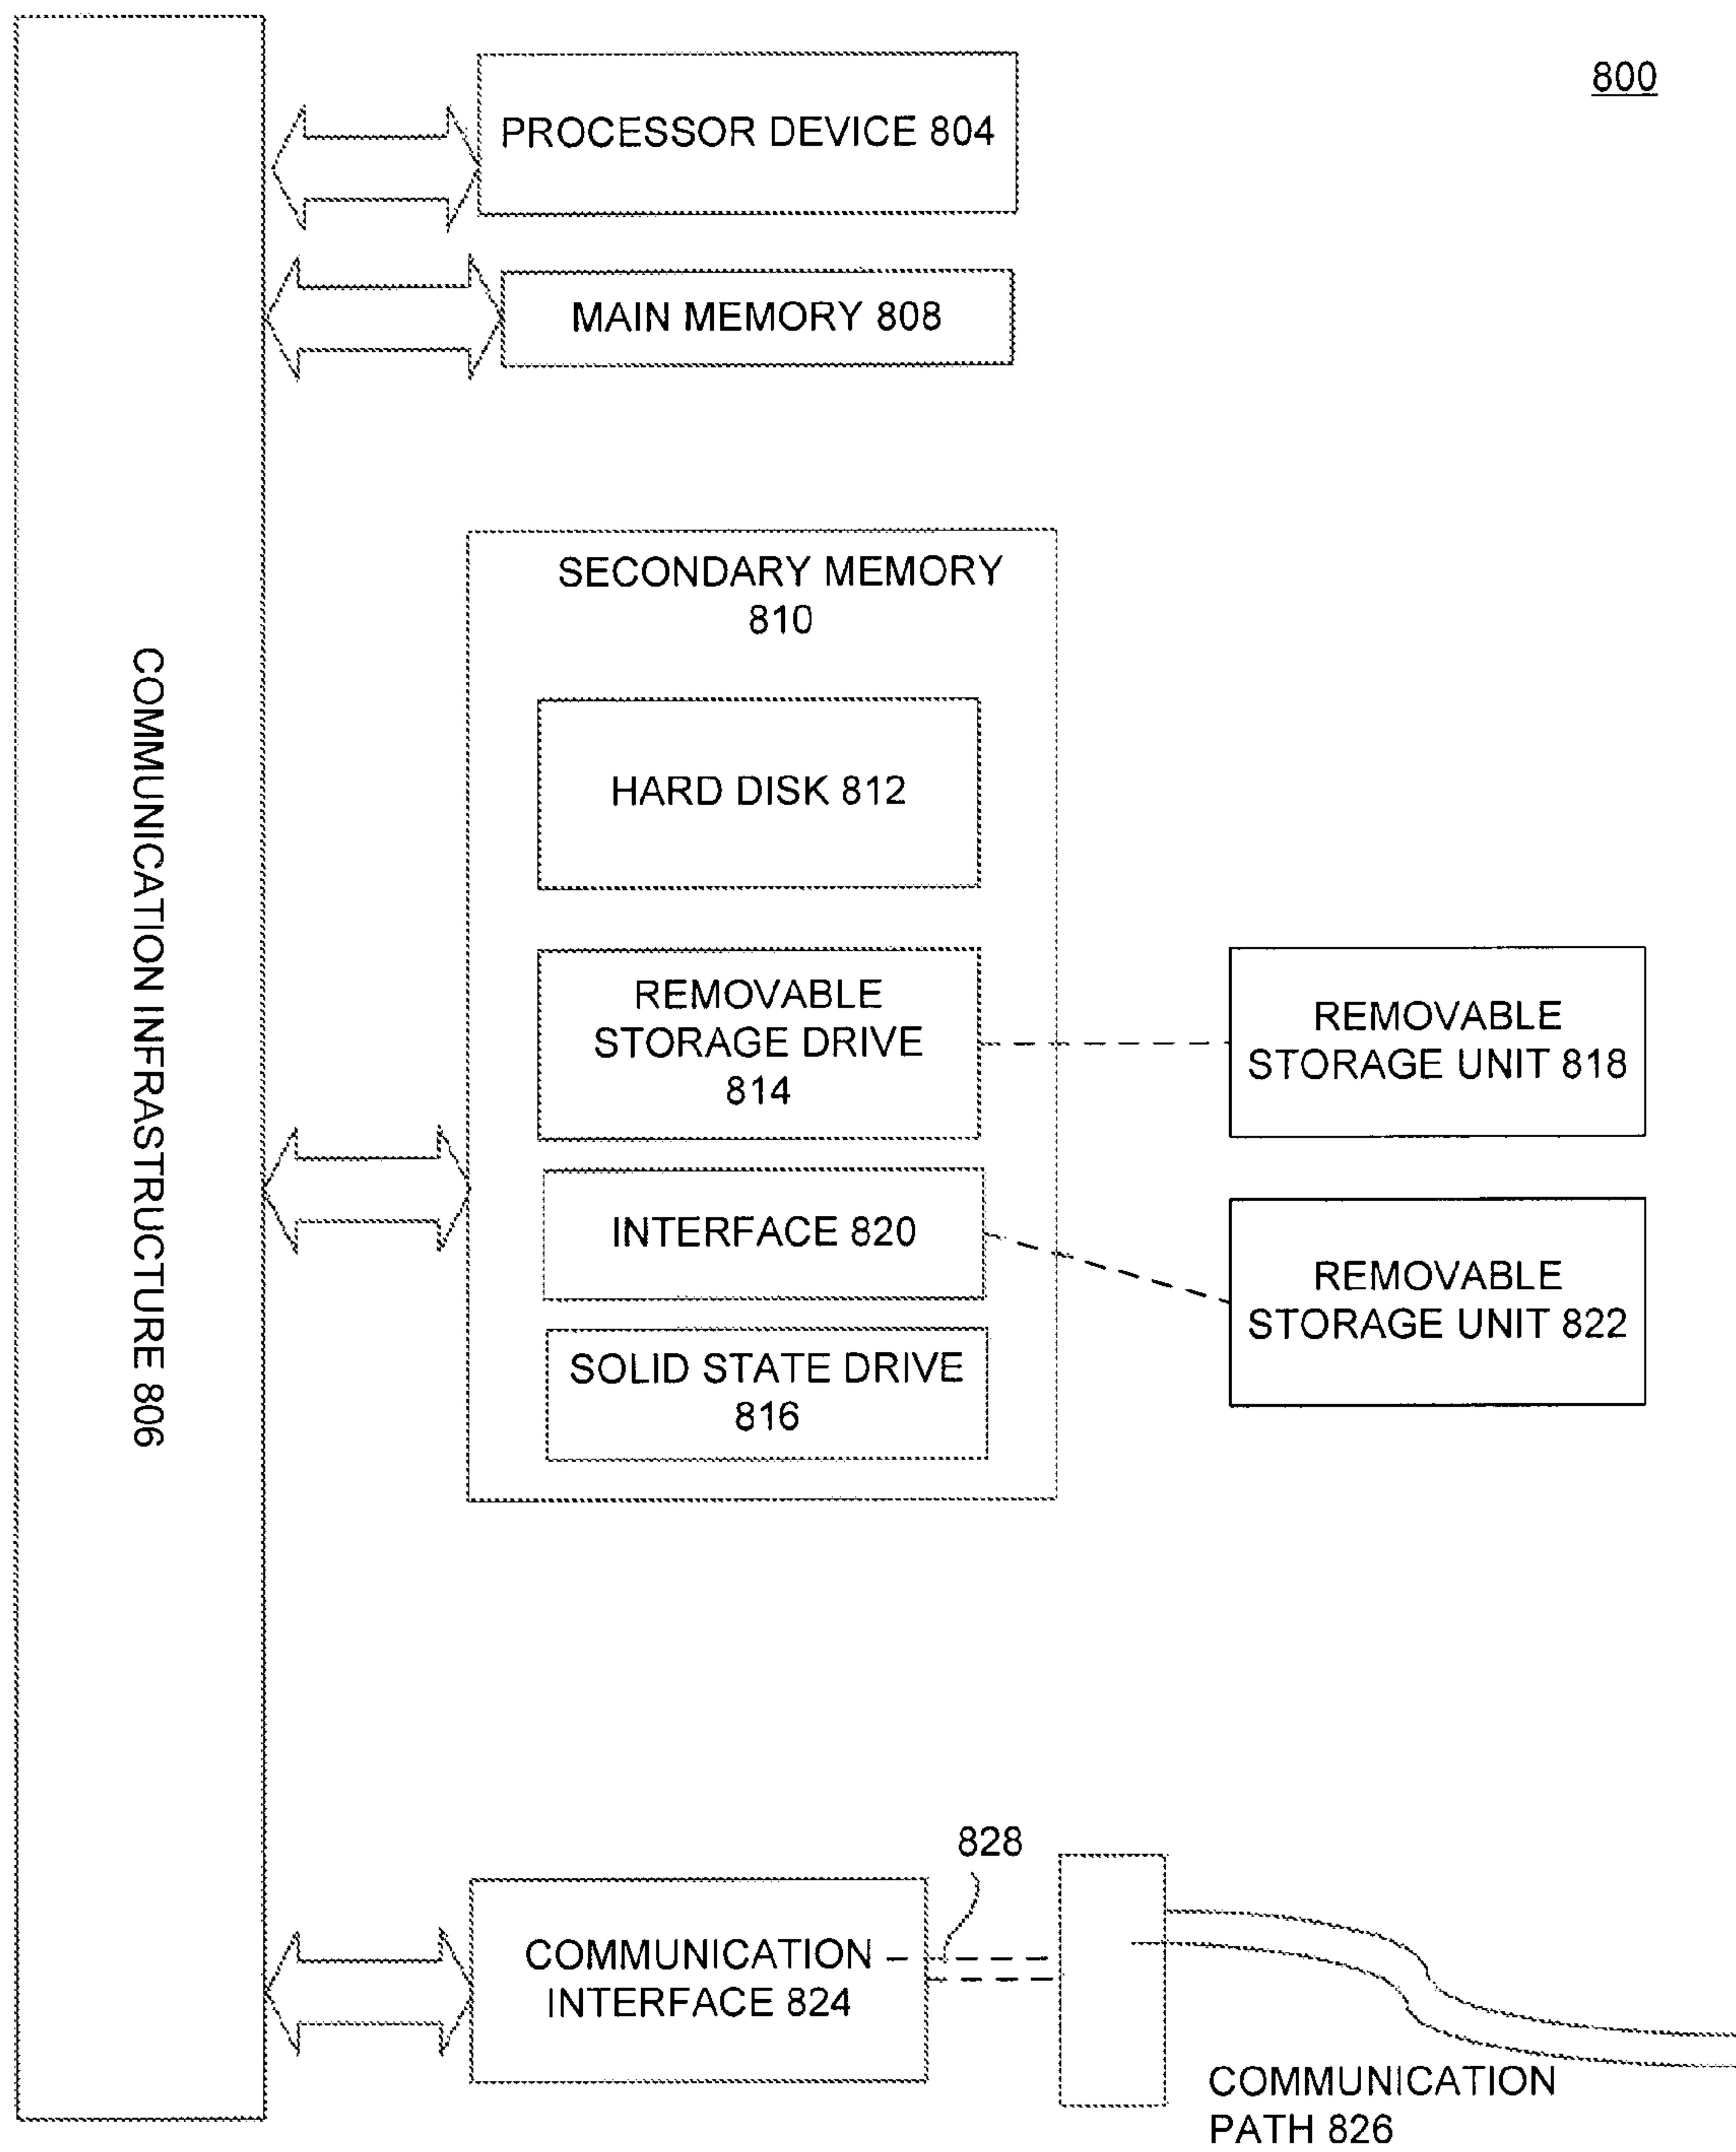 800
PROCESSOR DEVICE 804
MAIN MEMORY 808
COMMUNICATION INFRASTRUCTURE 806
SECONDARY MEMORY
810
HARD DISK 812
REMOVABLE
STORAGE DRIVE
814
REMOVABLE
STORAGE UNIT 818
INTERFACE 820
REMOVABLE
STORAGE UNIT 822
SOLID STATE DRIVE
816
828
COMMUNICATION
INTERFACE 824
COMMUNICATION
PATH 826